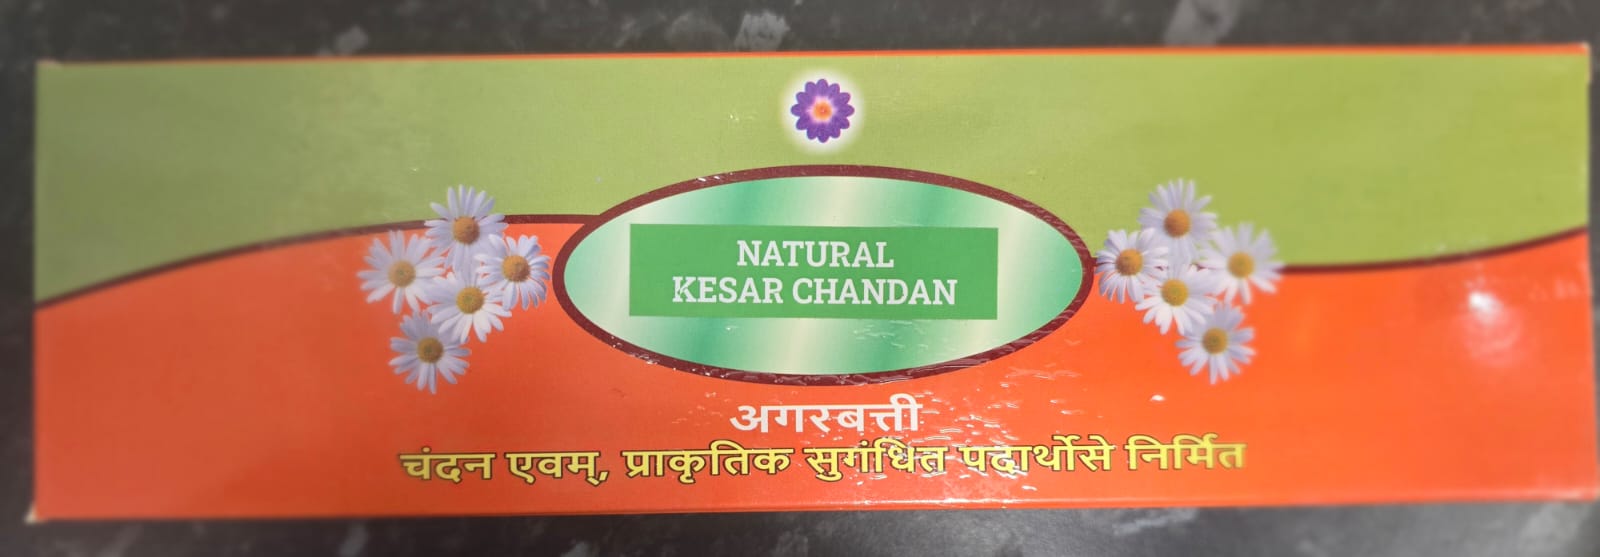 NATURAL
KESAR CHANDAN
अगरबत्ती
चंदन एवम्, प्राकृतिक सुगंधित पदार्थोसे निर्मित